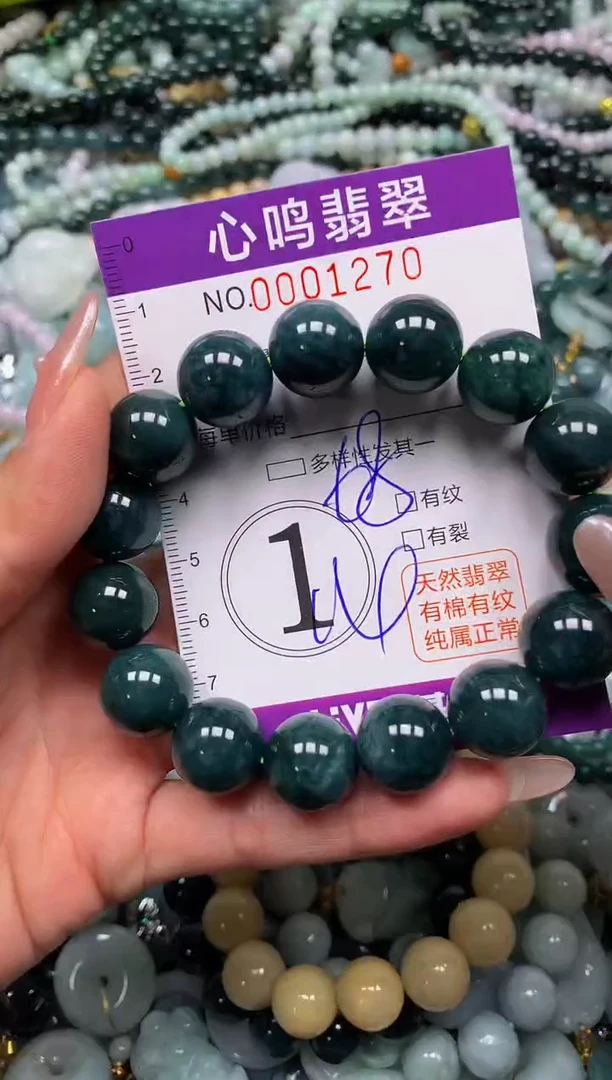 心鸣翡翠
NO.0001270
0
1
2
每单价格
多样性发其一
4
有纹
5
有裂
1
天然翡翠
6
有棉有纹
纯属正常
7